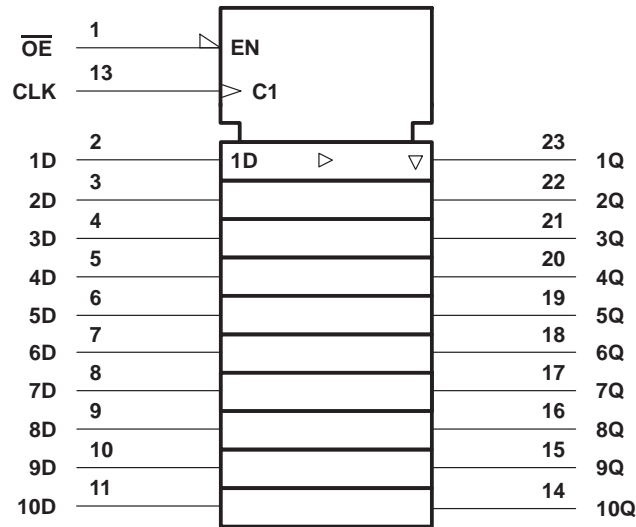 OE 1 EN
CLK 13 C1
1D 2 1D 23 1Q
2D 3 22 2Q
3D 4 21 3Q
4D 5 20 4Q
5D 6 19 5Q
6D 7 18 6Q
7D 8 17 7Q
8D 9 16 8Q
9D 10 15 9Q
10D 11 14 10Q